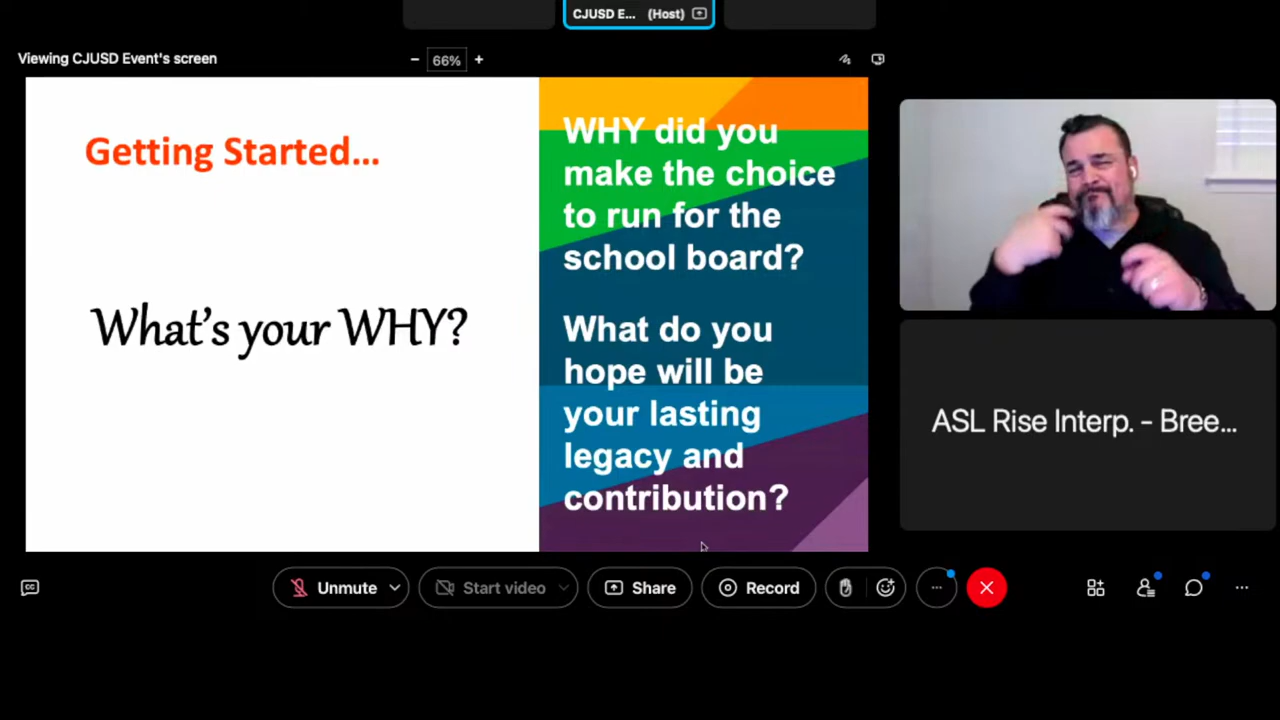 CJUSD E... (Host)
Viewing CJUSD Event's screen
66%
Getting Started...
What's your WHY?
WHY did you
make the choice
to run for the
school board?
What do you
hope will be
your lasting
legacy and
contribution?
ASL Rise Interp. - Bree...
CC
Unmute
Start video
Share
Record